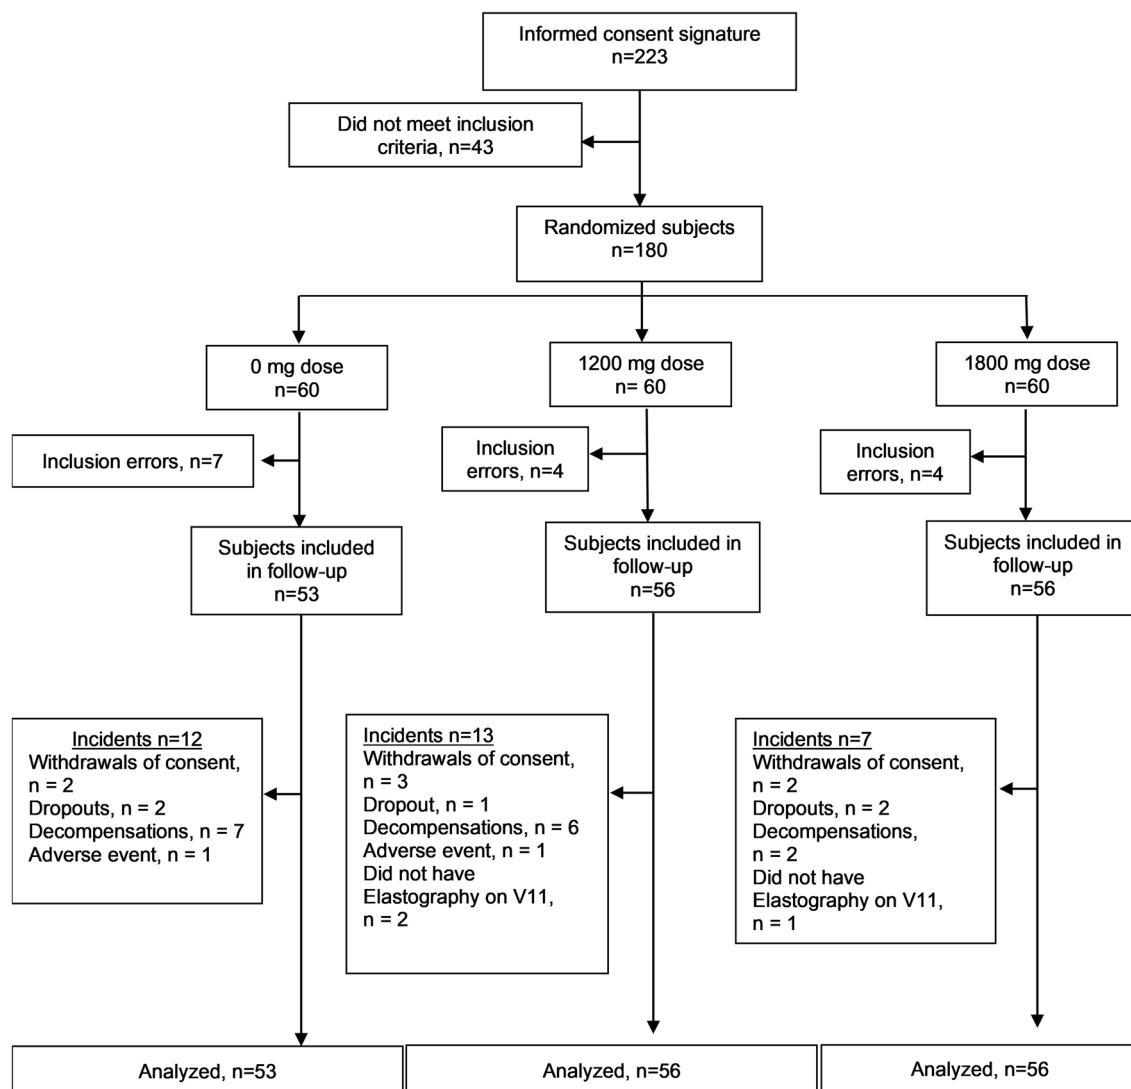 Informed consent signature
n=223
Did not meet inclusion
criteria, n=43
Randomized subjects
n=180
0 mg dose
n=60
1200 mg dose
n= 60
1800 mg dose
n=60
Inclusion errors, n=7
Inclusion
errors, n=4
Inclusion
errors, n=4
Subjects included
in follow-up
n=53
Subjects included in
follow-up
n=56
Subjects included in
follow-up
n=56
Incidents n=12
Withdrawals of consent,
n = 2
Dropouts, n = 2
Decompensations, n = 7
Adverse event, n = 1
Incidents n=13
Withdrawals of consent,
n = 3
Dropout, n = 1
Decompensations, n = 6
Adverse event, n = 1
Did not have
Elastography on V11,
n = 2
Incidents n=7
Withdrawals of consent,
n = 2
Dropouts, n = 2
Decompensations,
n = 2
Did not have
Elastography on V11,
n = 1
Analyzed, n=53
Analyzed, n=56
Analyzed, n=56